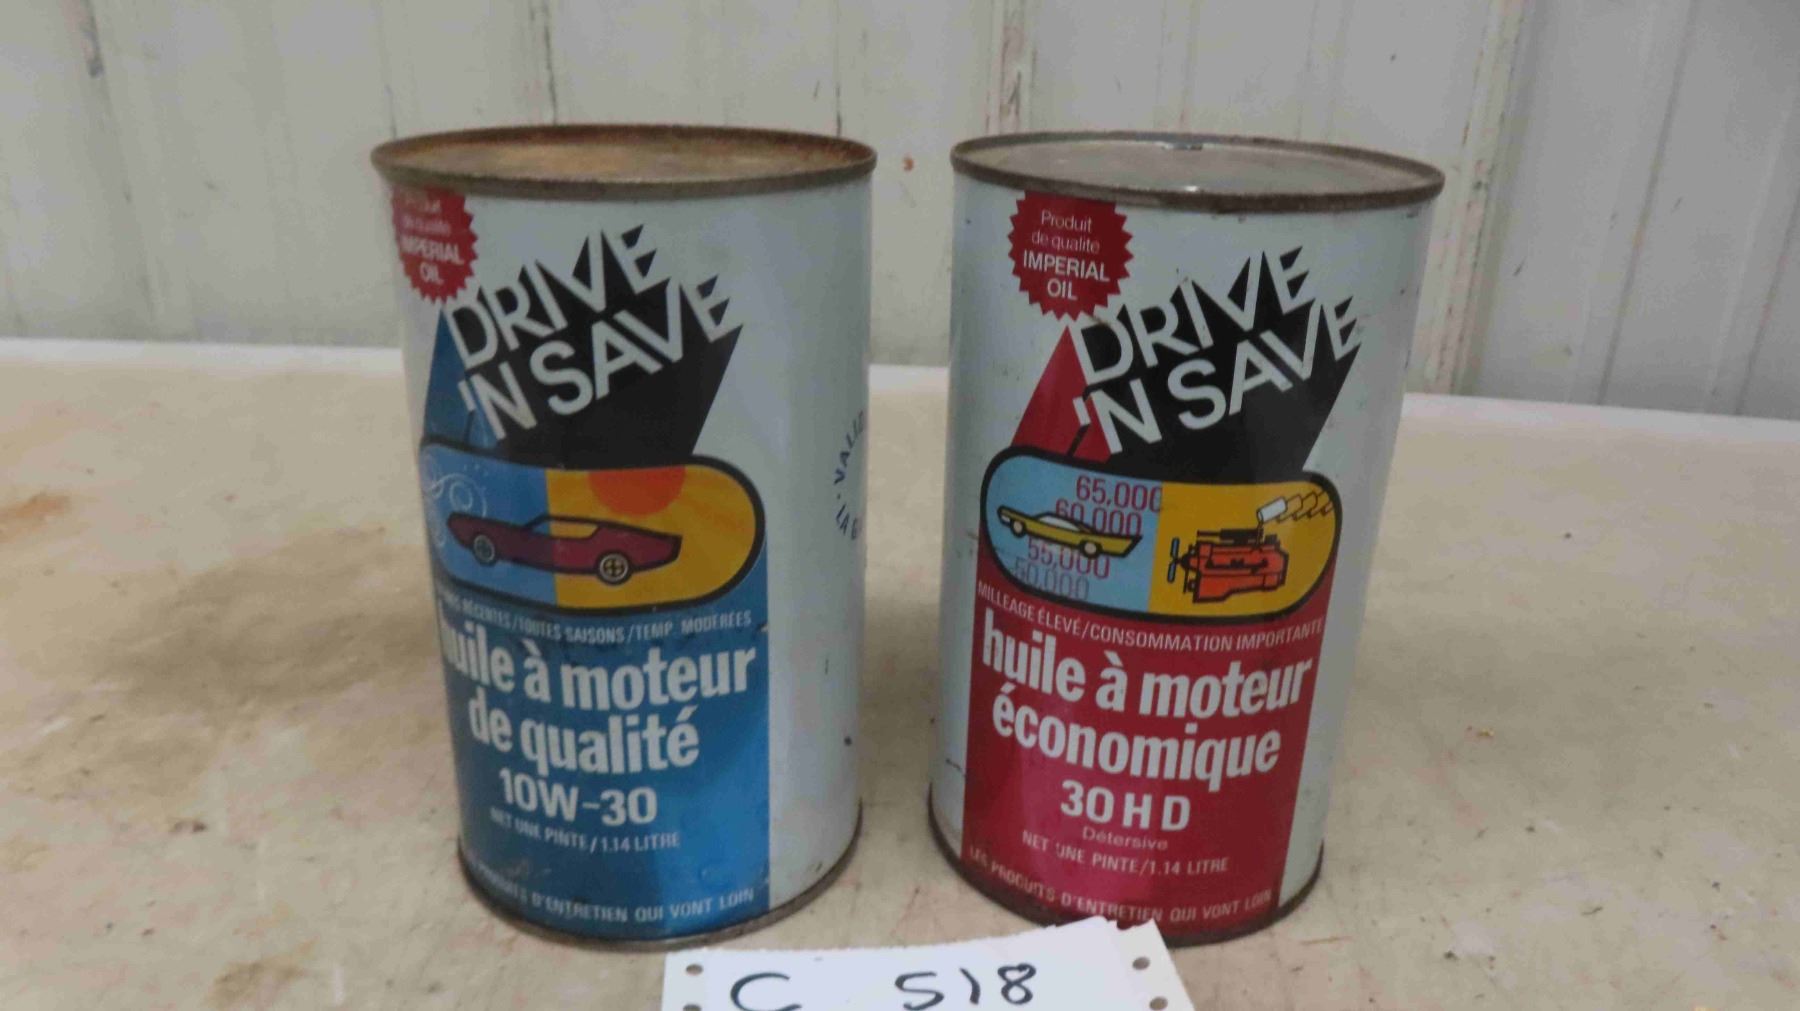 de qualité
IMPERIAL
OIL
DRIVE
'N SAVE
RÉCENTES/TOUTES SAISONS/TEMP. MODÉRÉES
huile à moteur
de qualité
10W-30
NET UNE PINTE/1.14 LITRE
PRODUITS D'ENTRETIEN QUI VONT LOIN
Produit
de qualité
IMPERIAL
OIL
DRIVE
'N SAVE
65,000
60,000
55,000
50,000
MILLEAGE ÉLEVÉ/CONSOMMATION IMPORTANTE
huile à moteur
économique
30 HD
Détersive
NET UNE PINTE/1.14 LITRE
LES PRODUITS D'ENTRETIEN QUI VONT LOIN
C 518